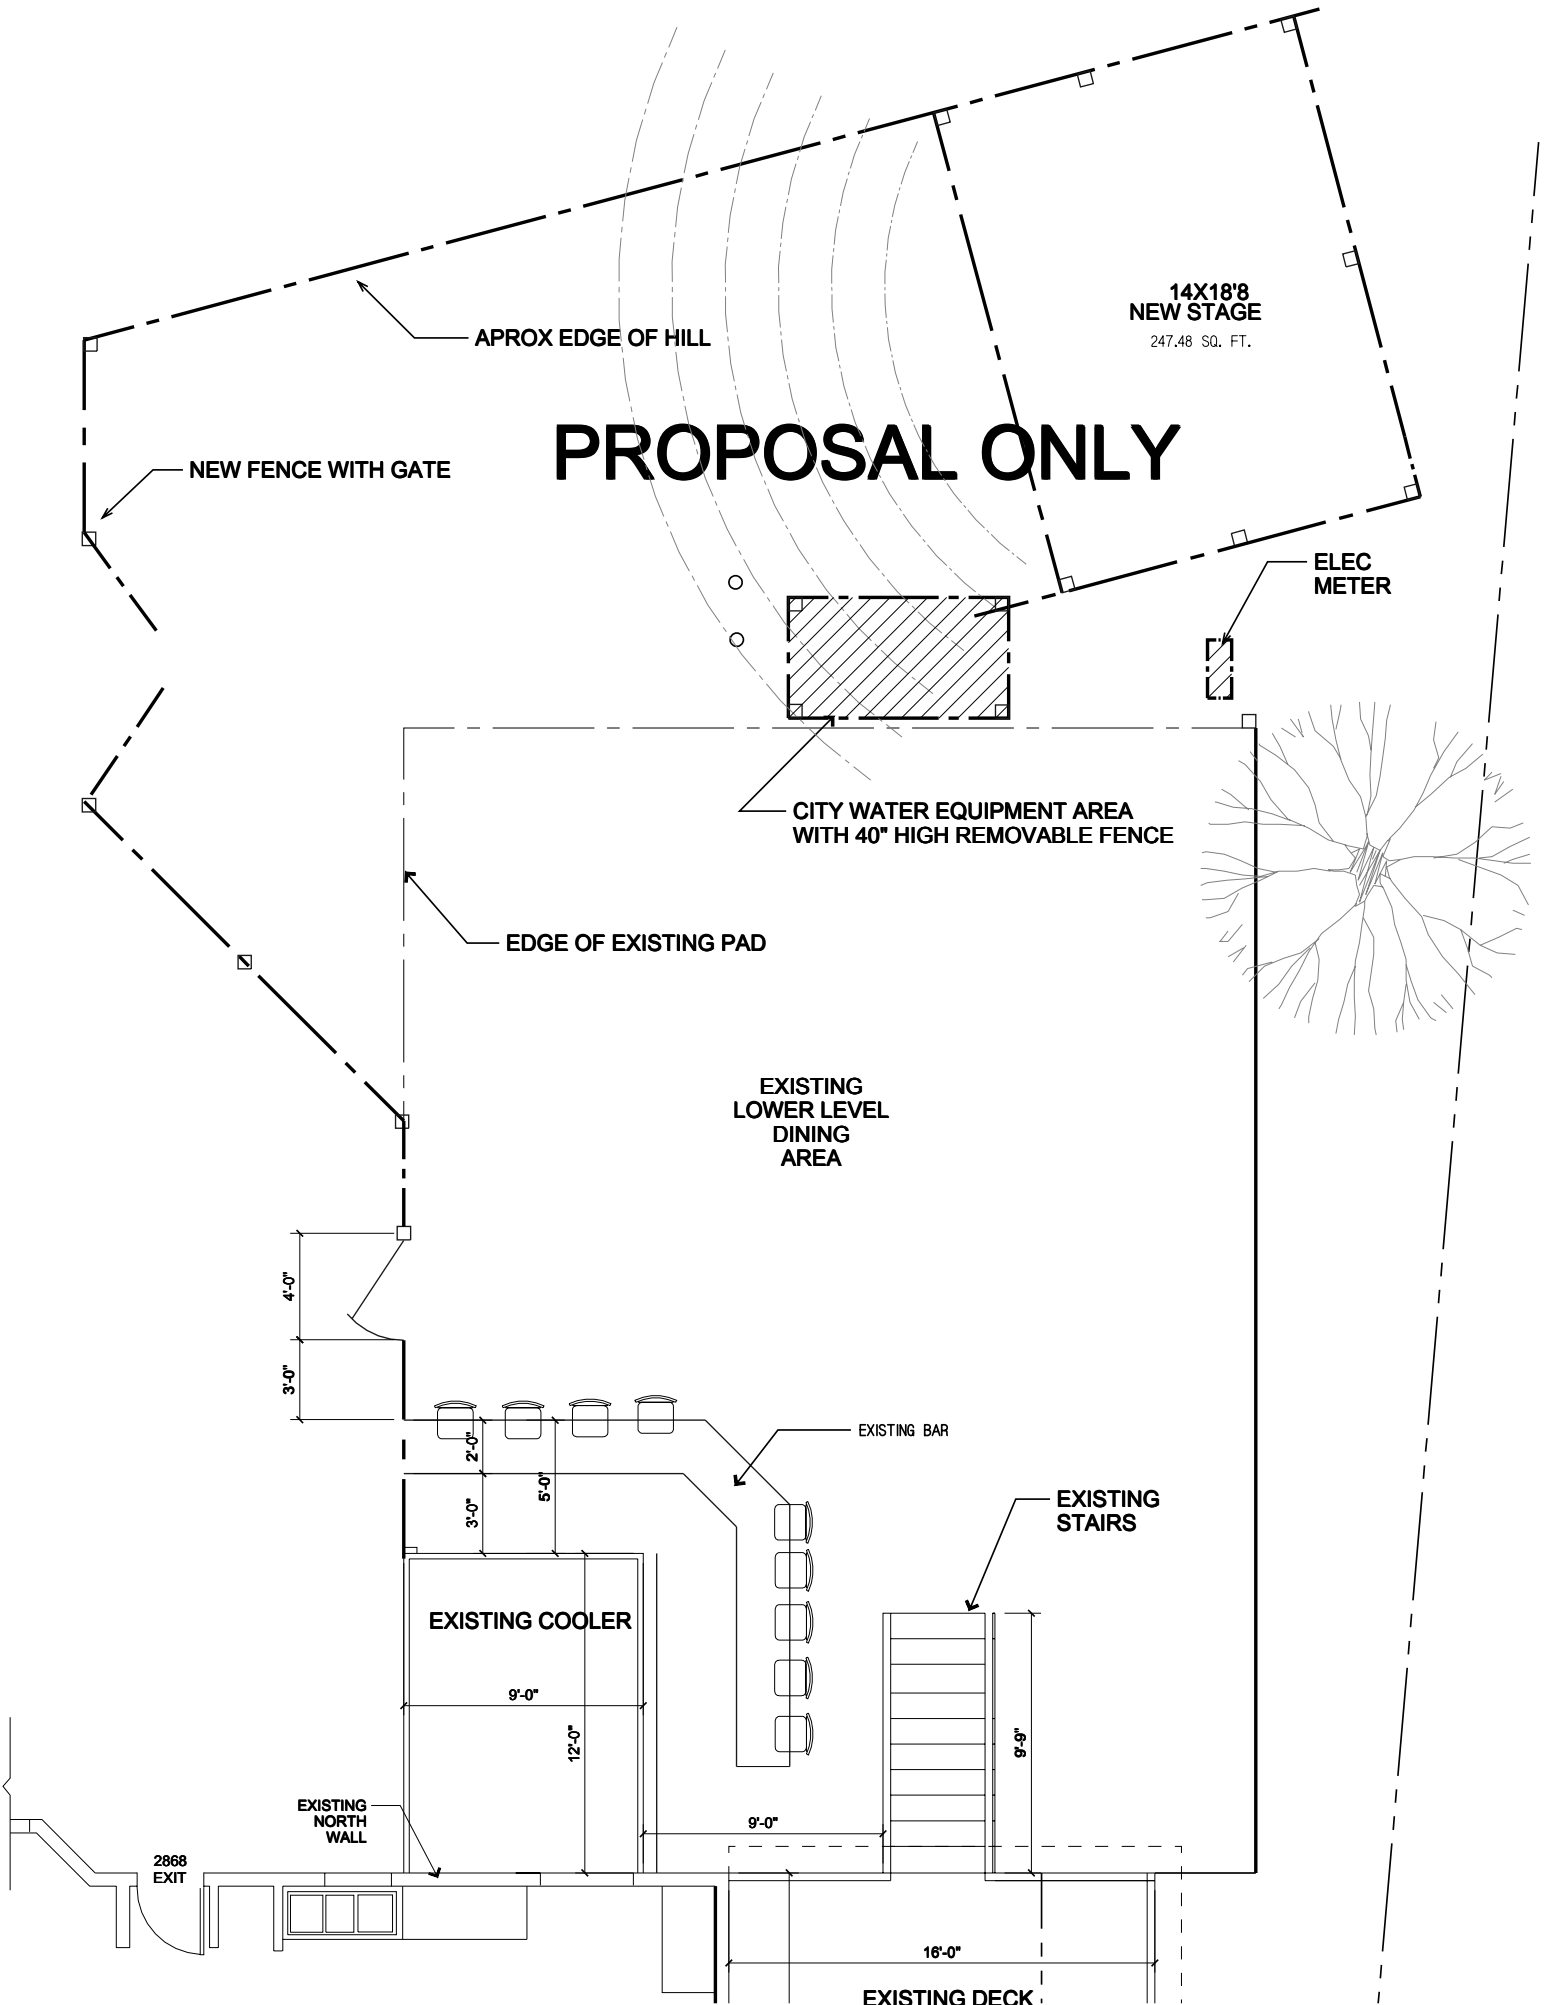 14X18'8
NEW STAGE
247.48 SQ. FT.
APROX EDGE OF HILL
PROPOSAL ONLY
NEW FENCE WITH GATE
ELEC
METER
CITY WATER EQUIPMENT AREA
WITH 40" HIGH REMOVABLE FENCE
EDGE OF EXISTING PAD
EXISTING
LOWER LEVEL
DINING
AREA
4'-0"
3'-0"
2'-0"
3'-0"
5'-0"
EXISTING BAR
EXISTING
STAIRS
EXISTING COOLER
9'-0"
12'-0"
9'-9"
EXISTING
NORTH
WALL
9'-0"
2868
EXIT
16'-0"
EXISTING DECK